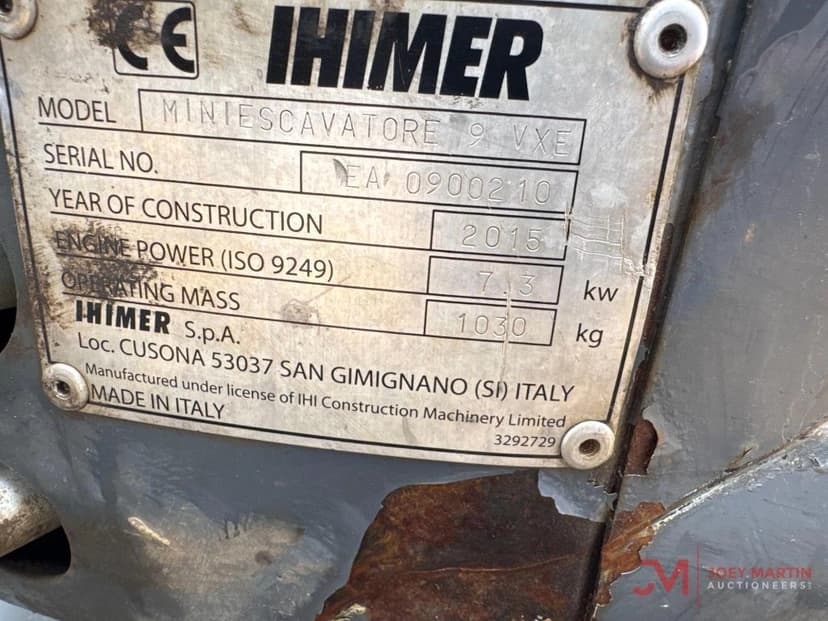 CE IHIMER
MODEL MINIESCAVATORE 9 VXE
SERIAL NO. EA 0900210
YEAR OF CONSTRUCTION 2015
ENGINE POWER (ISO 9249) 7.3 kw
OPERATING MASS 1030 kg
IHIMER S.p.A.
Loc. CUSONA 53037 SAN GIMIGNANO (SI) ITALY
Manufactured under license of IHI Construction Machinery Limited
MADE IN ITALY 3292729
JM JOEY MARTIN
AUCTIONEERS